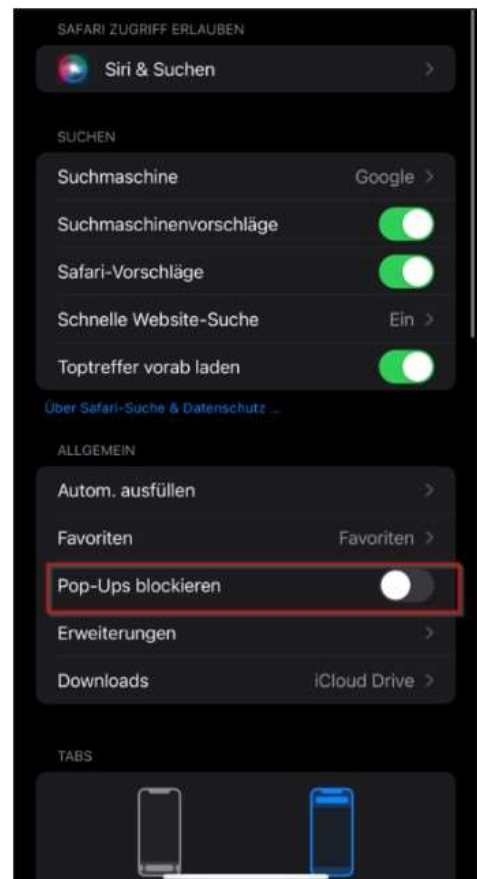 SAFARI ZUGRIFF ERLAUBEN
Siri & Suchen
SUCHEN
Suchmaschine Google
Suchmaschinenvorschläge
Safari-Vorschläge
Schnelle Website-Suche Ein
Toptreffer vorab laden
Über Safari-Suche & Datenschutz ...
ALLGEMEIN
Autom. ausfüllen
Favoriten Favoriten
Pop-Ups blockieren
Erweiterungen
Downloads iCloud Drive
TABS